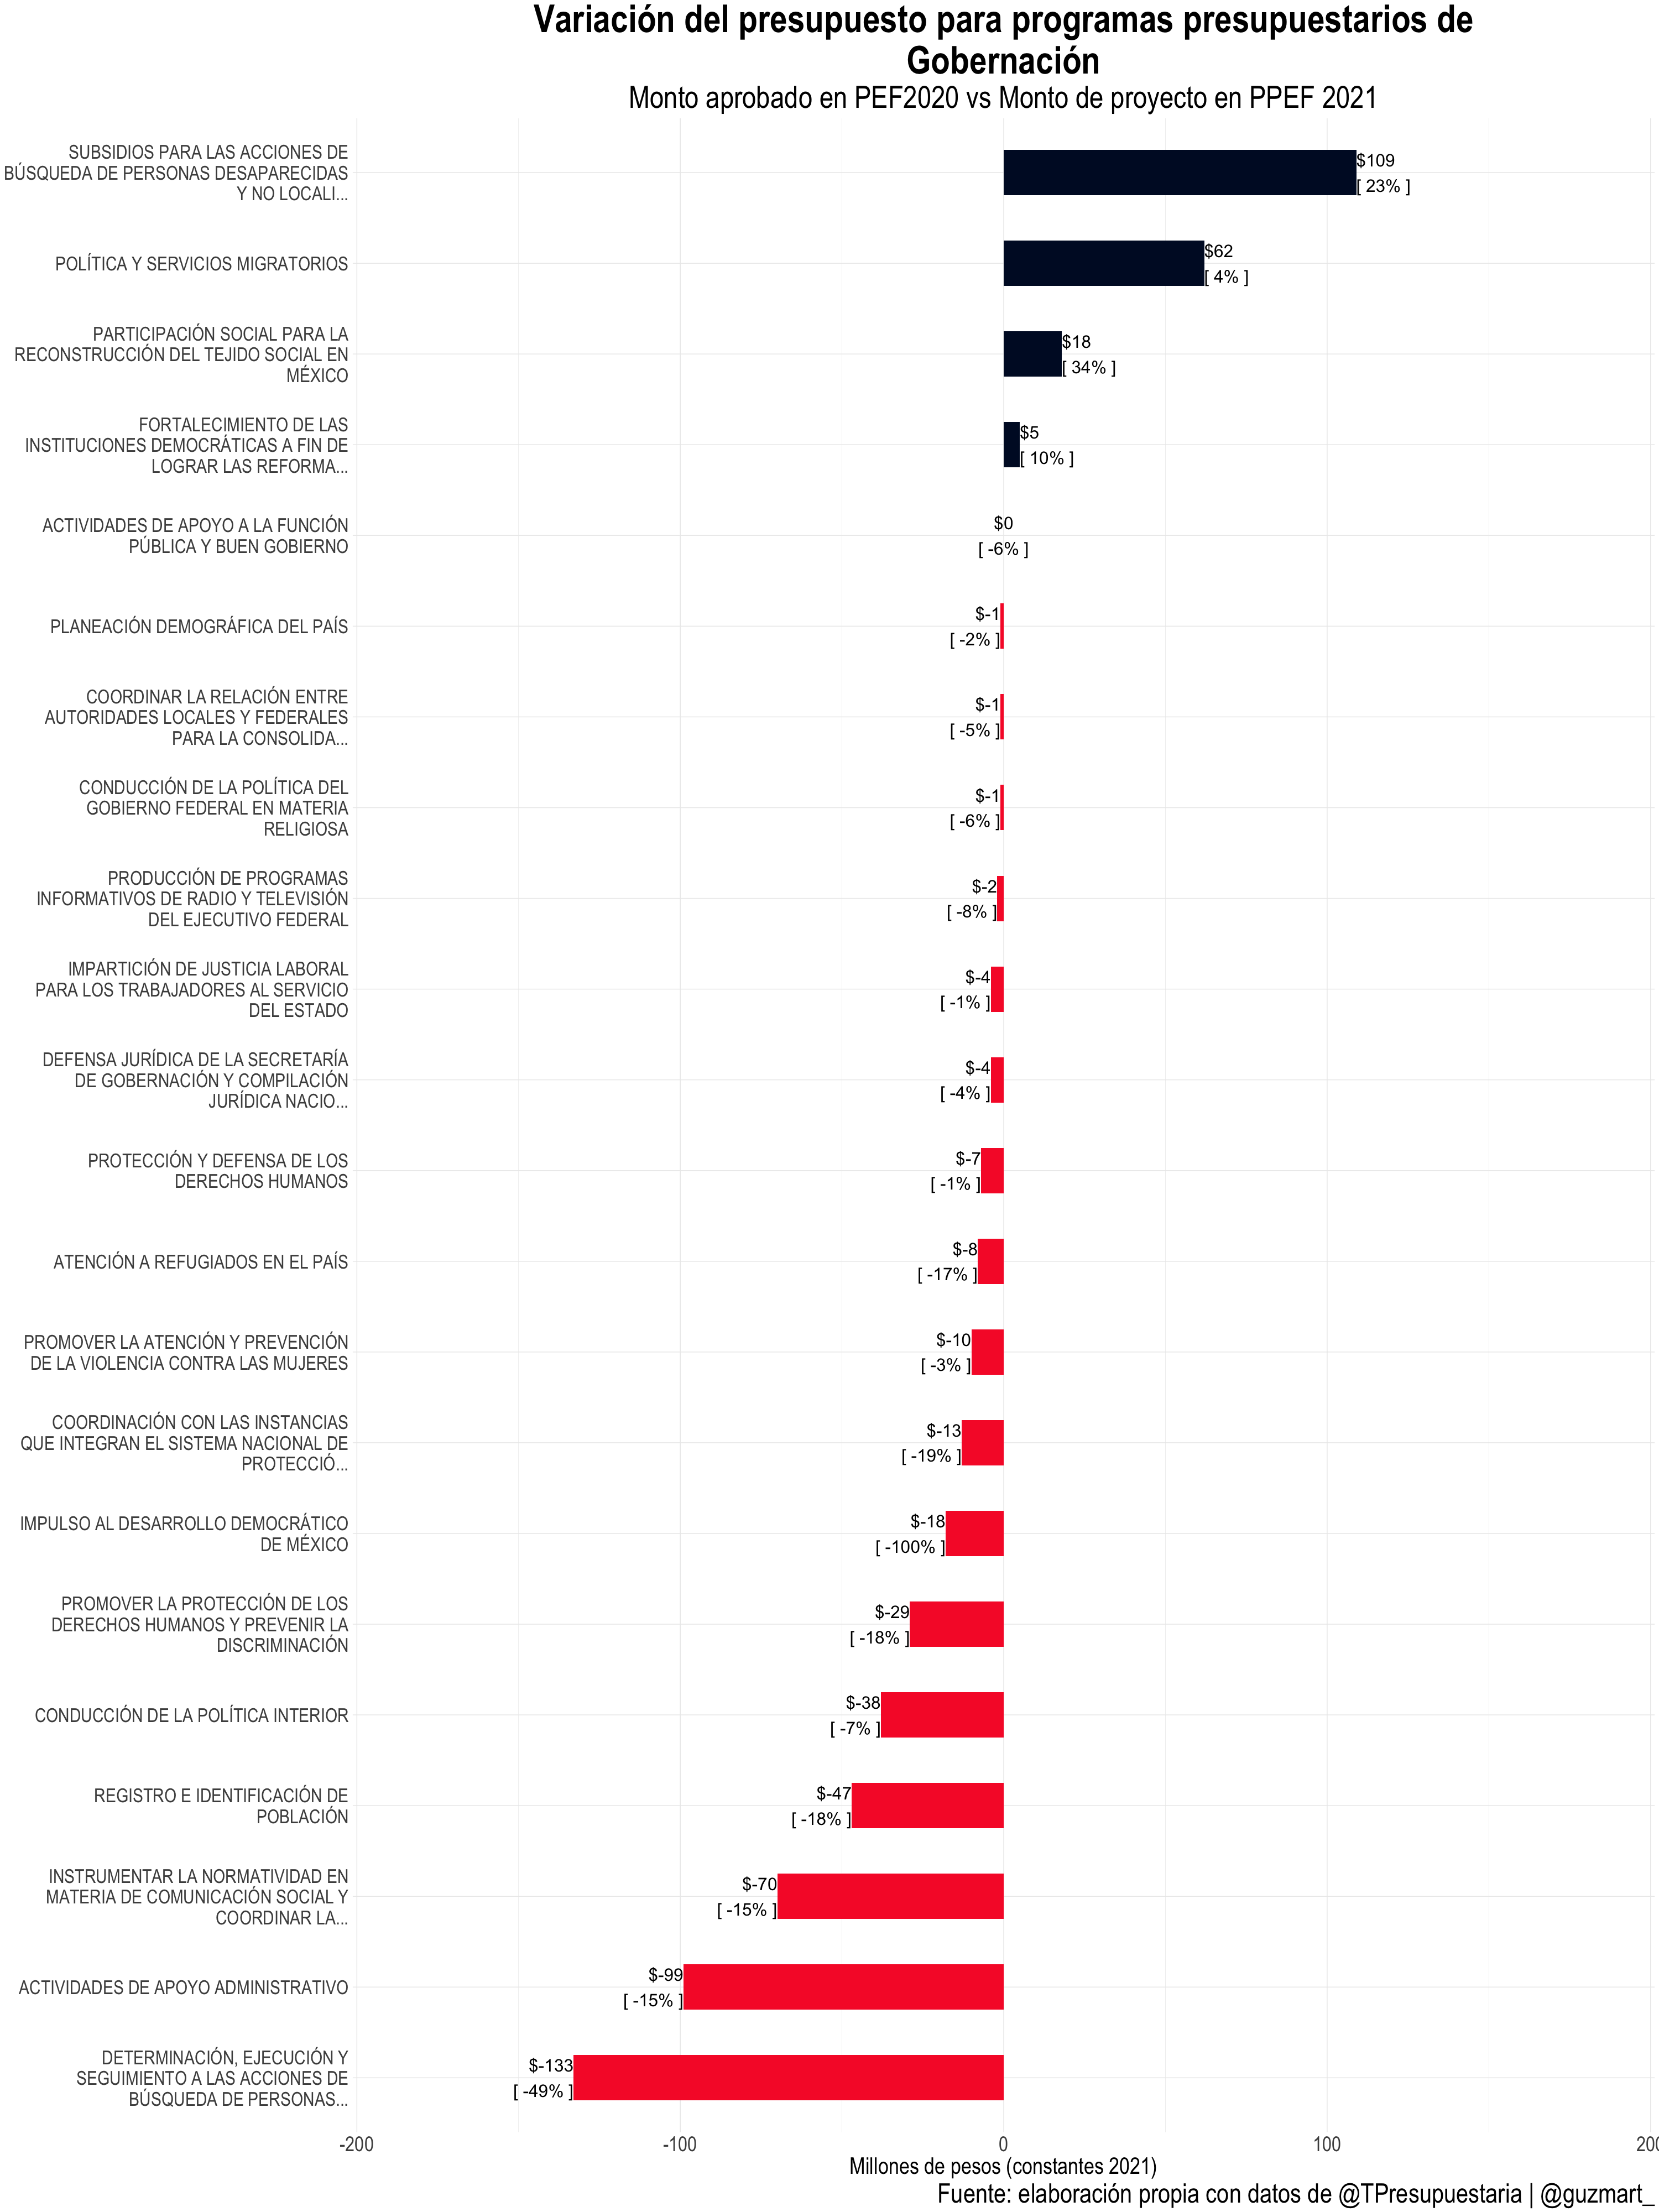 Variación del presupuesto para programas presupuestarios de
Gobernación
Monto aprobado en PEF2020 vs Monto de proyecto en PPEF 2021
SUBSIDIOS PARA LAS ACCIONES DE
BÚSQUEDA DE PERSONAS DESAPARECIDAS
Y NO LOCALI...
$109
[ 23% ]
POLÍTICA Y SERVICIOS MIGRATORIOS
$62
[ 4% ]
PARTICIPACIÓN SOCIAL PARA LA
RECONSTRUCCIÓN DEL TEJIDO SOCIAL EN
MÉXICO
$18
[ 34% ]
FORTALECIMIENTO DE LAS
INSTITUCIONES DEMOCRÁTICAS A FIN DE
LOGRAR LAS REFORMA...
$5
[ 10% ]
ACTIVIDADES DE APOYO A LA FUNCIÓN
PÚBLICA Y BUEN GOBIERNO
$0
[ -6% ]
PLANEACIÓN DEMOGRÁFICA DEL PAÍS
$-1
[ -2% ]
COORDINAR LA RELACIÓN ENTRE
AUTORIDADES LOCALES Y FEDERALES
PARA LA CONSOLIDA...
$-1
[ -5% ]
CONDUCCIÓN DE LA POLÍTICA DEL
GOBIERNO FEDERAL EN MATERIA
RELIGIOSA
$-1
[ -6% ]
PRODUCCIÓN DE PROGRAMAS
INFORMATIVOS DE RADIO Y TELEVISIÓN
DEL EJECUTIVO FEDERAL
$-2
[ -8% ]
IMPARTICIÓN DE JUSTICIA LABORAL
PARA LOS TRABAJADORES AL SERVICIO
DEL ESTADO
$-4
[ -1% ]
DEFENSA JURÍDICA DE LA SECRETARÍA
DE GOBERNACIÓN Y COMPILACIÓN
JURÍDICA NACIO...
$-4
[ -4% ]
PROTECCIÓN Y DEFENSA DE LOS
DERECHOS HUMANOS
$-7
[ -1% ]
ATENCIÓN A REFUGIADOS EN EL PAÍS
$-8
[ -17% ]
PROMOVER LA ATENCIÓN Y PREVENCIÓN
DE LA VIOLENCIA CONTRA LAS MUJERES
$-10
[ -3% ]
COORDINACIÓN CON LAS INSTANCIAS
QUE INTEGRAN EL SISTEMA NACIONAL DE
PROTECCIÓ...
$-13
[ -19% ]
IMPULSO AL DESARROLLO DEMOCRÁTICO
DE MÉXICO
$-18
[ -100% ]
PROMOVER LA PROTECCIÓN DE LOS
DERECHOS HUMANOS Y PREVENIR LA
DISCRIMINACIÓN
$-29
[ -18% ]
CONDUCCIÓN DE LA POLÍTICA INTERIOR
$-38
[ -7% ]
REGISTRO E IDENTIFICACIÓN DE
POBLACIÓN
$-47
[ -18% ]
INSTRUMENTAR LA NORMATIVIDAD EN
MATERIA DE COMUNICACIÓN SOCIAL Y
COORDINAR LA...
$-70
[ -15% ]
ACTIVIDADES DE APOYO ADMINISTRATIVO
$-99
[ -15% ]
DETERMINACIÓN, EJECUCIÓN Y
SEGUIMIENTO A LAS ACCIONES DE
BÚSQUEDA DE PERSONAS...
$-133
[ -49% ]
-200 -100 0 100 200
Millones de pesos (constantes 2021)
Fuente: elaboración propia con datos de @TPresupuestaria | @guzmart_